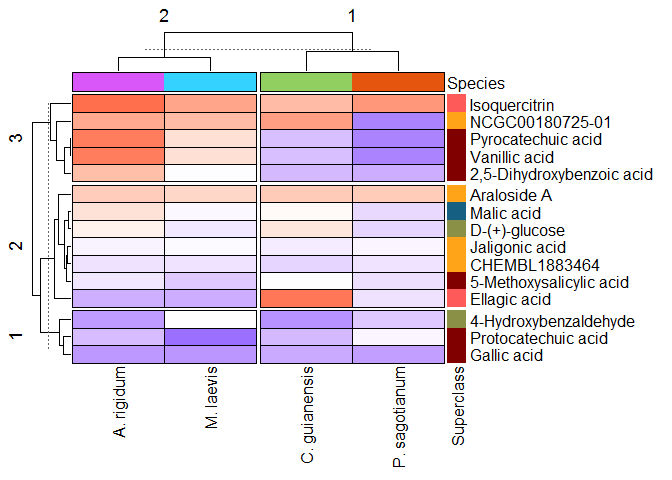 2 1
Species
3
Isoquercitrin
NCGC00180725-01
Pyrocatechuic acid
Vanillic acid
2,5-Dihydroxybenzoic acid
2
Araloside A
Malic acid
D-(+)-glucose
Jaligonic acid
CHEMBL1883464
5-Methoxysalicylic acid
Ellagic acid
1
4-Hydroxybenzaldehyde
Protocatechuic acid
Gallic acid
A. rigidum
M. laevis
C. guianensis
P. sagotianum
Superclass